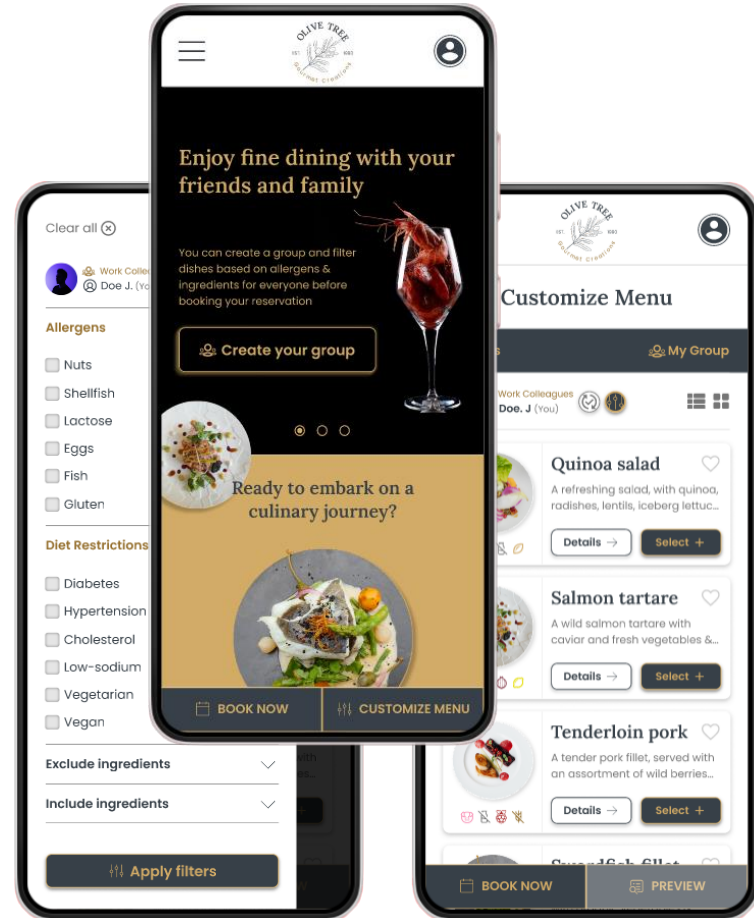 OLIVE TREE
EST.
1993
Gourmet Creations
Enjoy fine dining with your
friends and family
You can create a group and filter
dishes based on allergens &
ingredients for everyone before
booking your reservation
Create your group
Ready to embark on a
culinary journey?
BOOK NOW
CUSTOMIZE MENU
Clear all
Work
Doe J.
Allergens
Nuts
Shellfish
Lactose
Eggs
Fish
Gluten
Diet Restrictions
Diabetes
Hypertension
Cholesterol
Low-sodium
Vegetarian
Vegan
Exclude ingredients
Include ingredients
Apply filters
OLIVE TREE
EST.
1993
Gourmet Creations
Customize Menu
My Group
Work Colleagues
Doe. J (You)
Quinoa salad
A refreshing salad, with quinoa,
radishes, lentils, iceberg lettuc...
Details
Select +
Salmon tartare
A wild salmon tartare with
caviar and fresh vegetables &...
Details
Select +
Tenderloin pork
A tender pork fillet, served with
an assortment of wild berries...
Details
Select +
BOOK NOW
PREVIEW